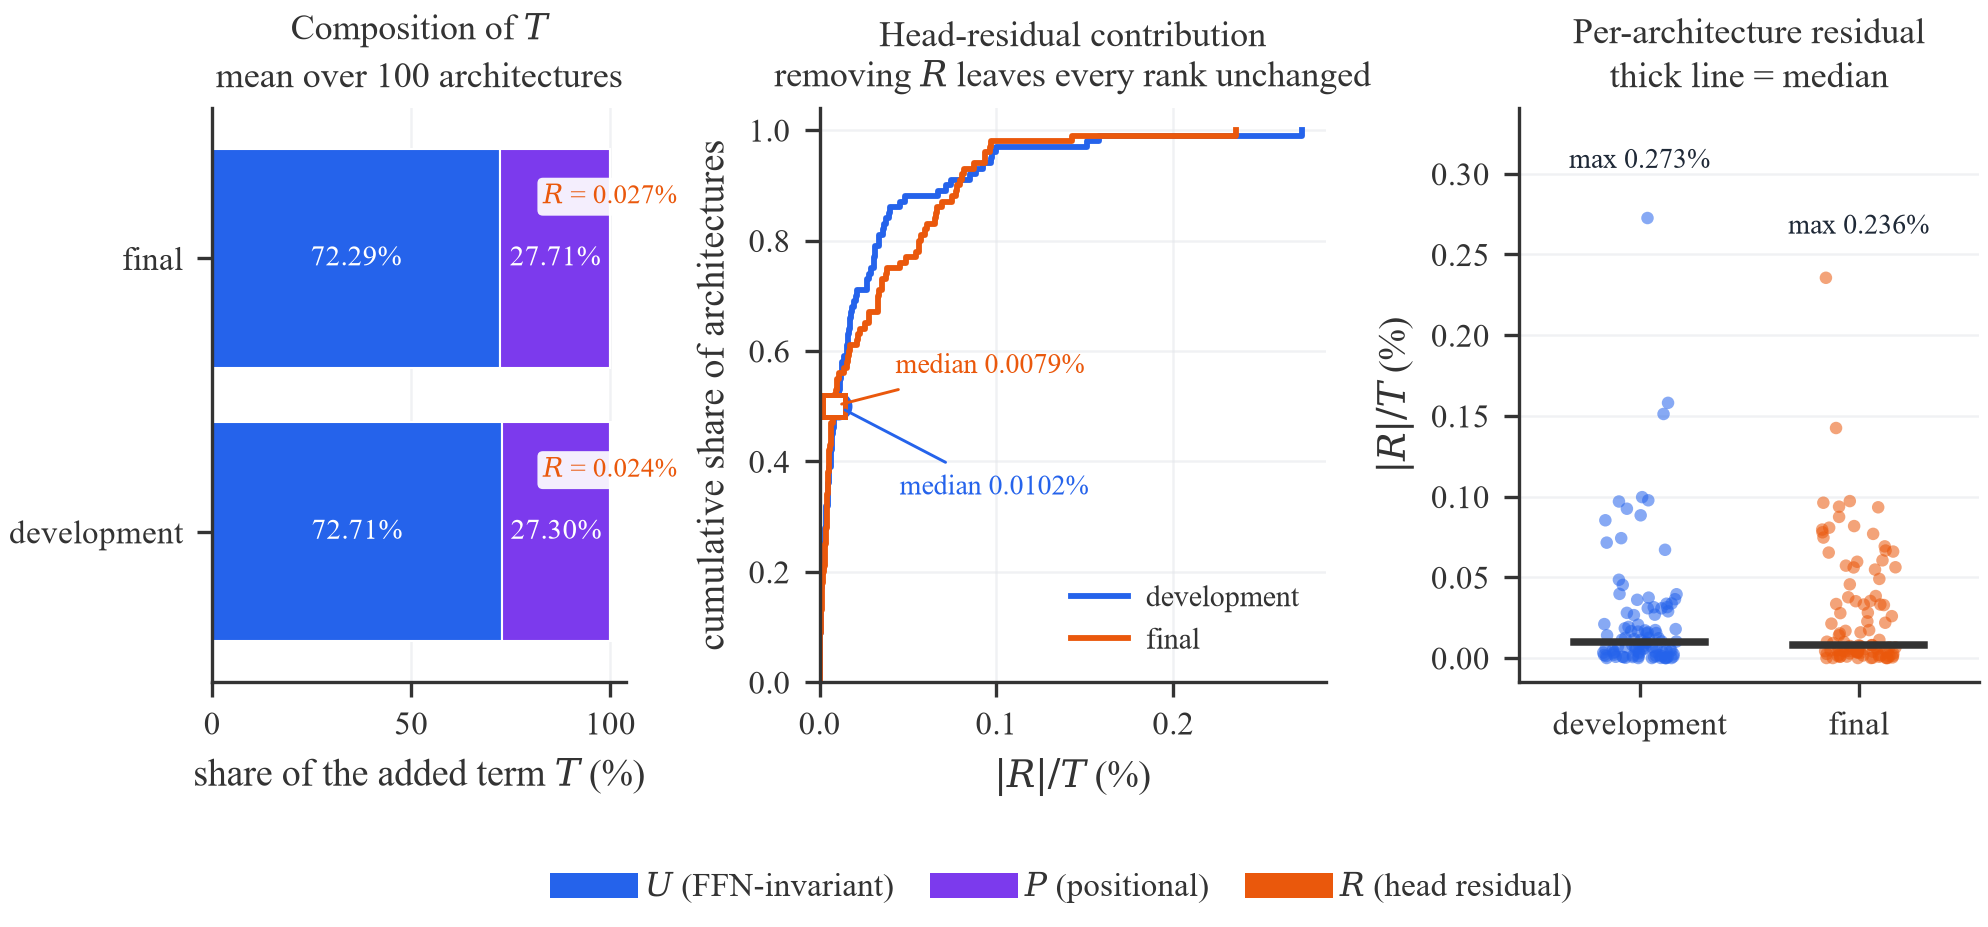 Composition of T
mean over 100 architectures
final
development
R = 0.027%
72.29%
27.71%
R = 0.024%
72.71%
27.30%
0
50
100
share of the added term T (%)
Head-residual contribution
removing R leaves every rank unchanged
cumulative share of architectures
1.0
0.8
0.6
0.4
0.2
0.0
median 0.0079%
median 0.0102%
development
final
0.0
0.1
0.2
|R|/T (%)
Per-architecture residual
thick line = median
|R|/T (%)
0.30
0.25
0.20
0.15
0.10
0.05
0.00
max 0.273%
max 0.236%
development
final
U (FFN-invariant)
P (positional)
R (head residual)